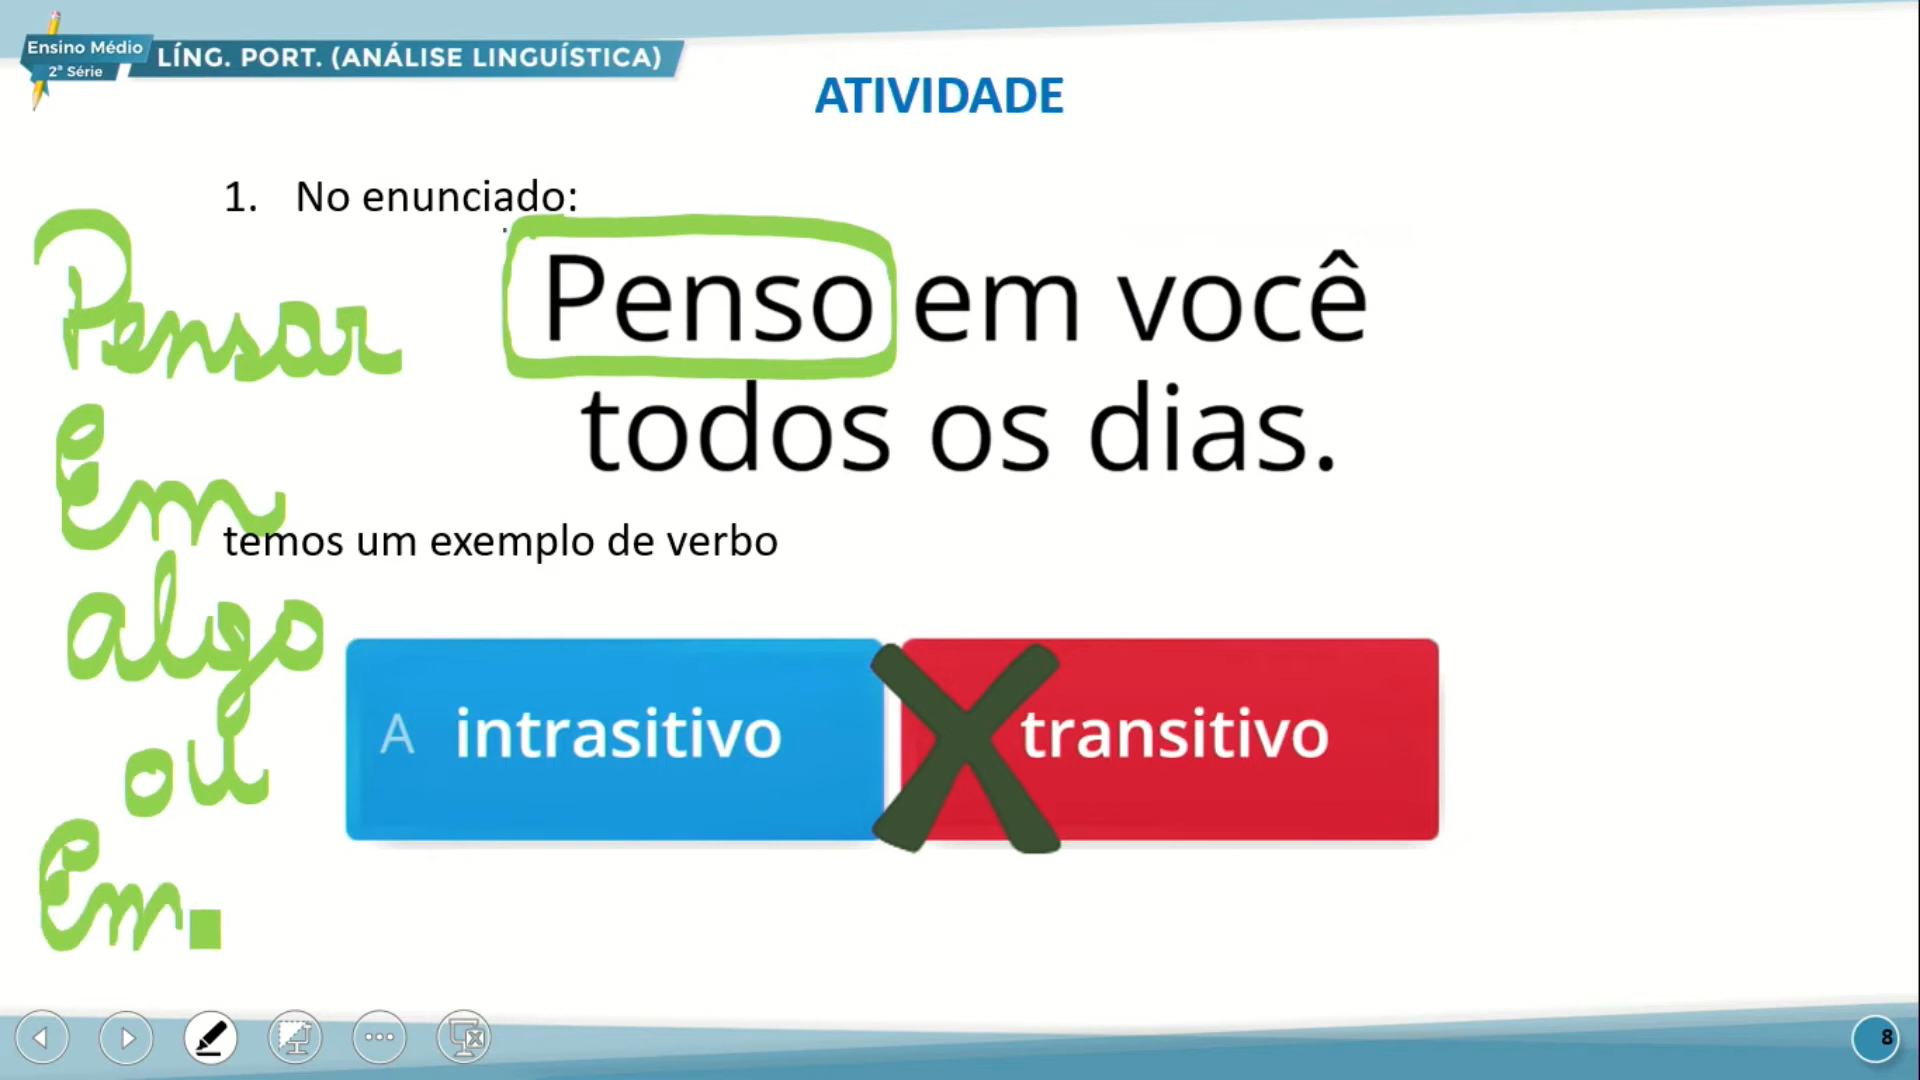 Ensino Médio
2ª Série
LÍNG. PORT. (ANÁLISE LINGUÍSTICA)
ATIVIDADE
1. No enunciado:
Penso em você
todos os dias.
temos um exemplo de verbo
A intrasitivo
transitivo
Pensar
em
algo
ou
em
8